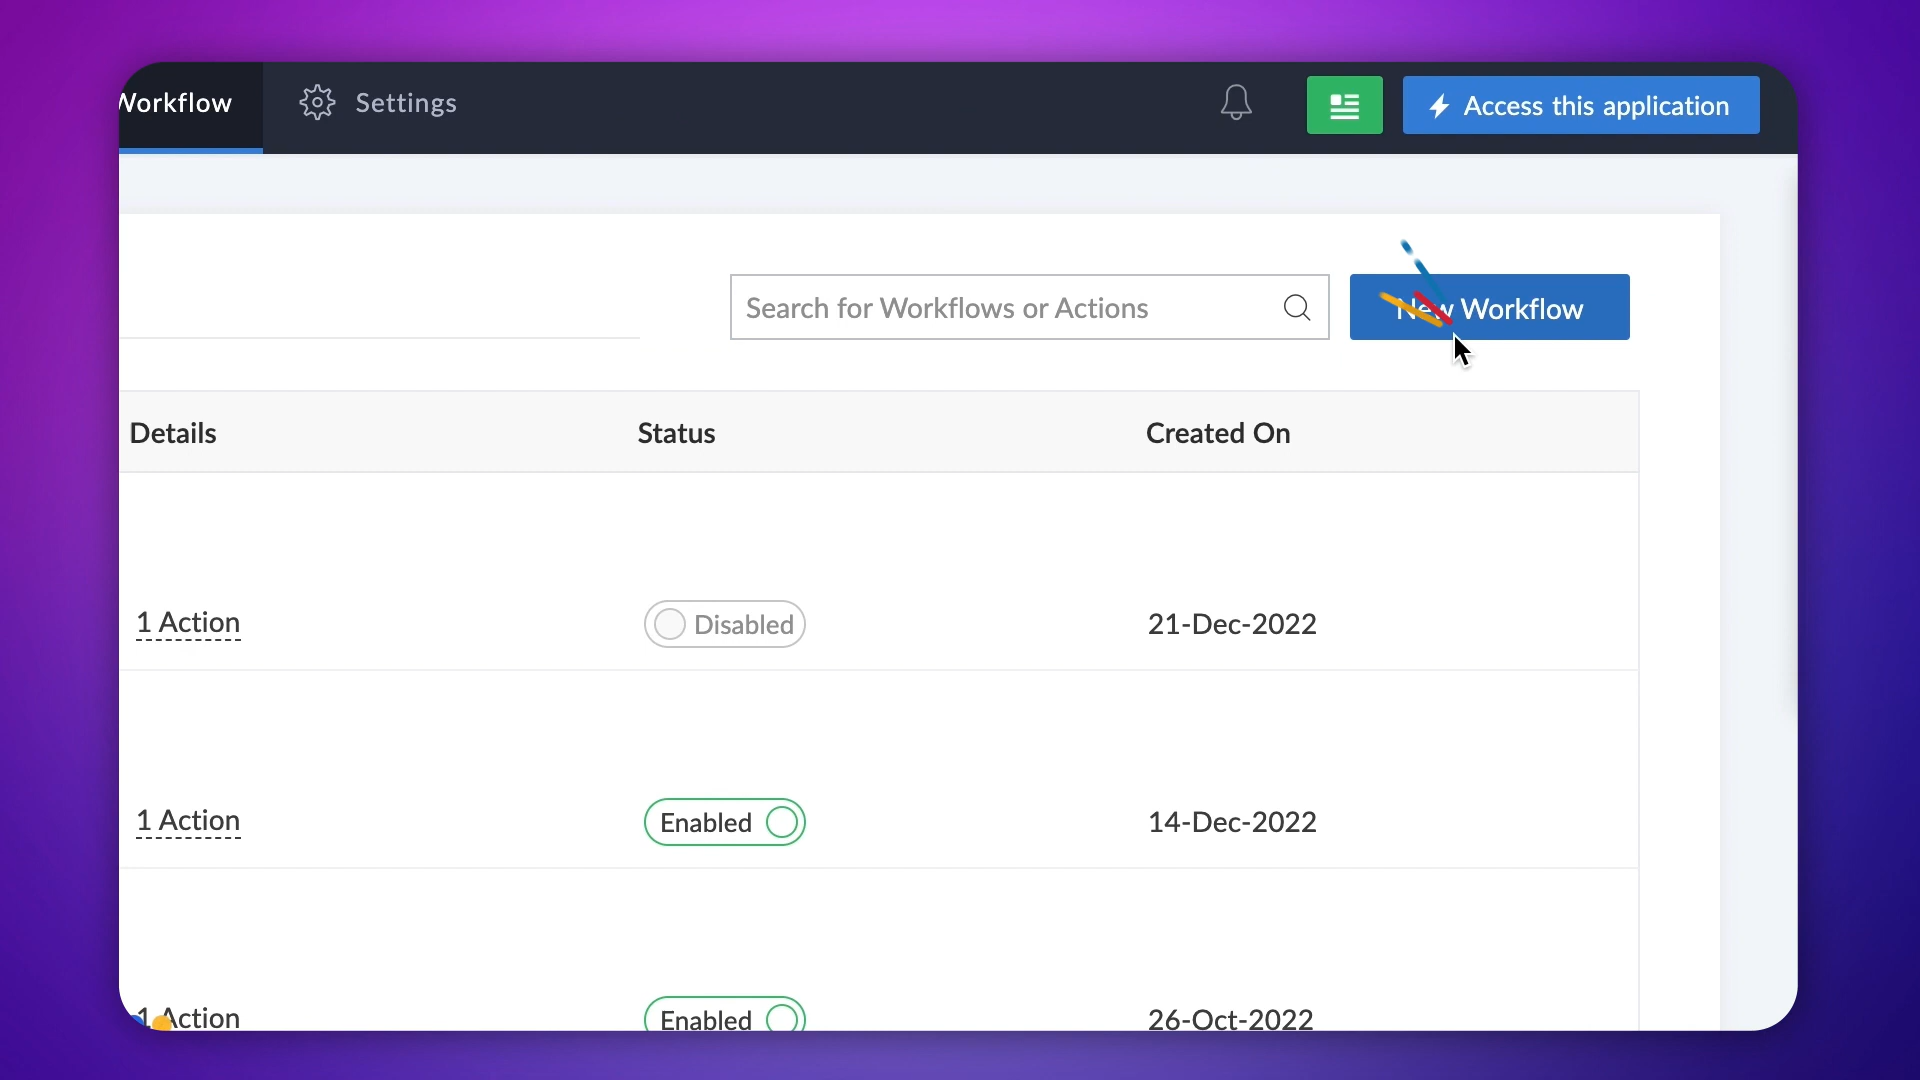 Workflow
Settings
Access this application
Search for Workflows or Actions
New Workflow
Details Status Created On
1 Action Disabled 21-Dec-2022
1 Action Enabled 14-Dec-2022
1 Action Enabled 26-Oct-2022